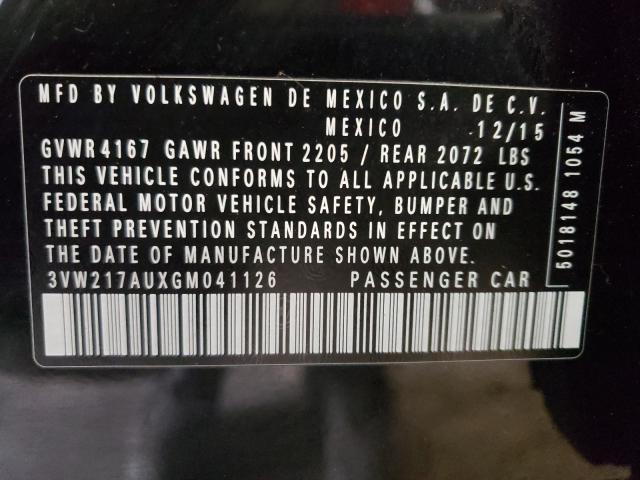 MFD BY VOLKSWAGEN DE MEXICO S.A. DE C.V.
MEXICO 12/15
GVWR 4167 GAWR FRONT 2205 / REAR 2072 LBS
THIS VEHICLE CONFORMS TO ALL APPLICABLE U.S.
FEDERAL MOTOR VEHICLE SAFETY, BUMPER AND
THEFT PREVENTION STANDARDS IN EFFECT ON
THE DATE OF MANUFACTURE SHOWN ABOVE.
3VW217AUXGM041126 PASSENGER CAR
5018148 1054 M